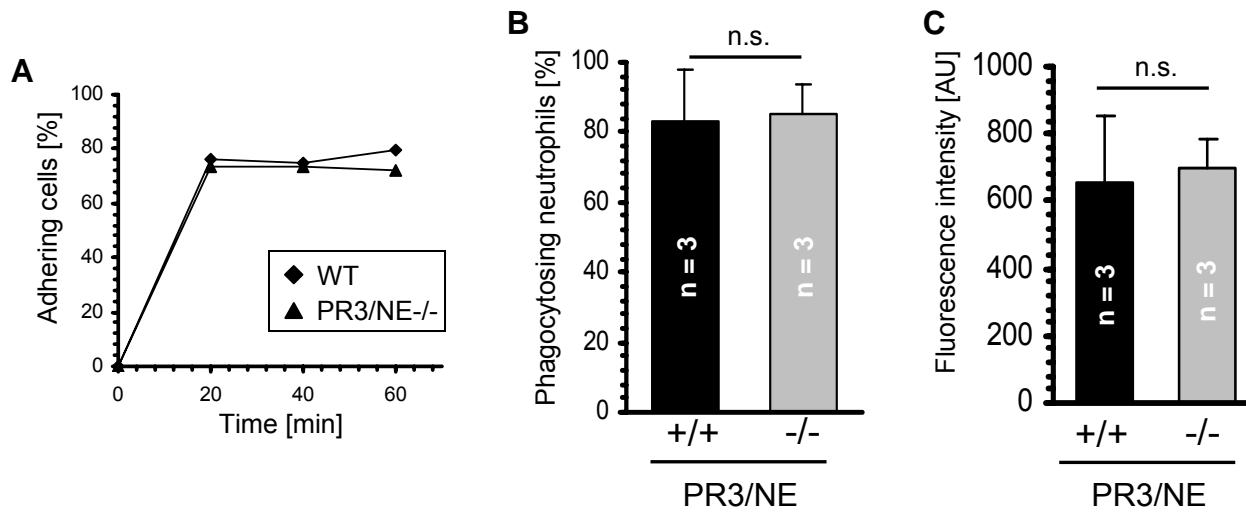 A
Adhering cells [%]
100
80
60
40
20
0
0 20 40 60
Time [min]
WT
PR3/NE-/-
B
n.s.
Phagocytosing neutrophils [%]
100
80
60
40
20
0
n = 3
n = 3
+/+ -/-
PR3/NE
C
n.s.
Fluorescence intensity [AU]
1000
800
600
400
200
0
n = 3
n = 3
+/+ -/-
PR3/NE